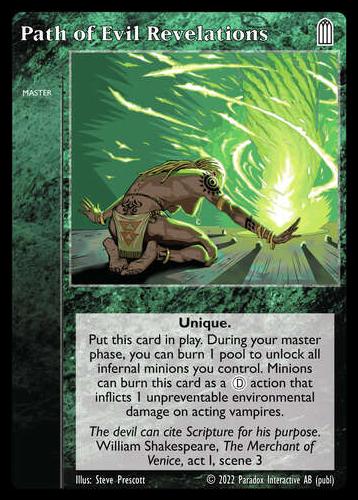 Path of Evil Revelations
MASTER
Unique.
Put this card in play. During your master
phase, you can burn 1 pool to unlock all
infernal minions you control. Minions
can burn this card as a Ⓓ action that
inflicts 1 unpreventable environmental
damage on acting vampires.
The devil can cite Scripture for his purpose.
William Shakespeare, The Merchant of
Venice, act I, scene 3
Illus: Steve Prescott
© 2022 Paradox Interactive AB (publ)